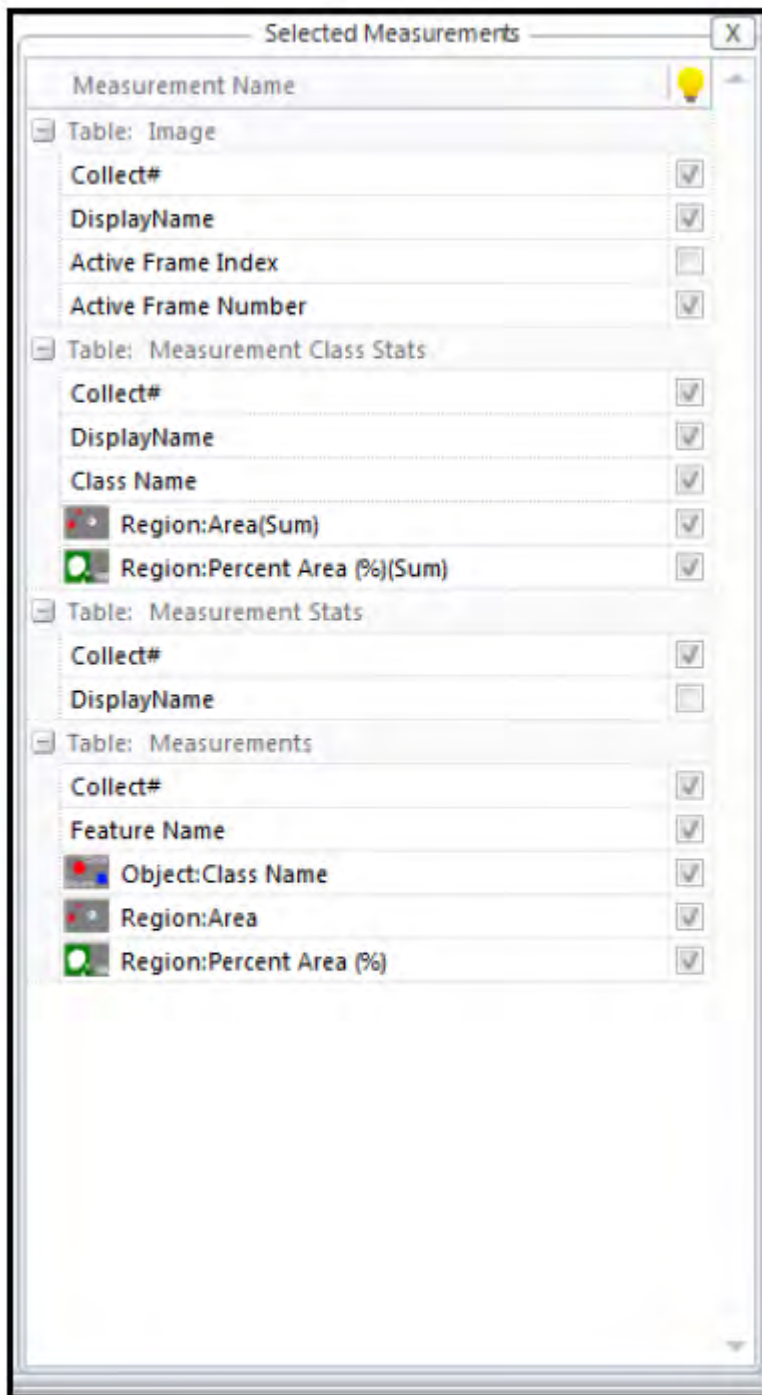 Selected Measurements X
Measurement Name
Table: Image
Collect#
DisplayName
Active Frame Index
Active Frame Number
Table: Measurement Class Stats
Collect#
DisplayName
Class Name
Region:Area(Sum)
Region:Percent Area (%)(Sum)
Table: Measurement Stats
Collect#
DisplayName
Table: Measurements
Collect#
Feature Name
Object:Class Name
Region:Area
Region:Percent Area (%)